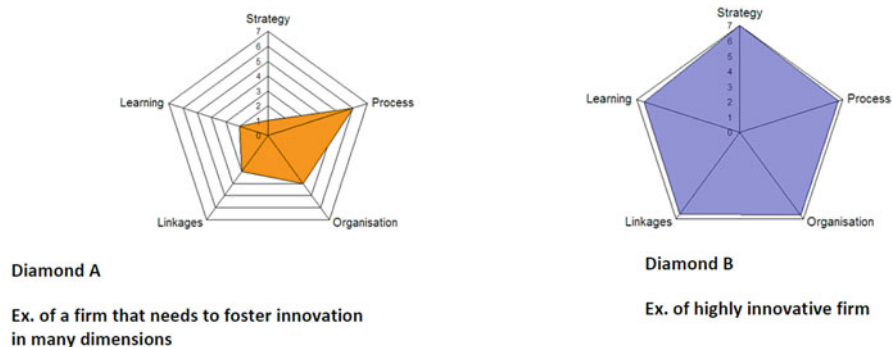 Strategy
7
6
5
4
3
2
1
0
Learning
Process
Linkages
Organisation
Diamond A
Ex. of a firm that needs to foster innovation
in many dimensions
Strategy
7
6
5
4
3
2
1
0
Learning
Process
Linkages
Organisation
Diamond B
Ex. of highly innovative firm